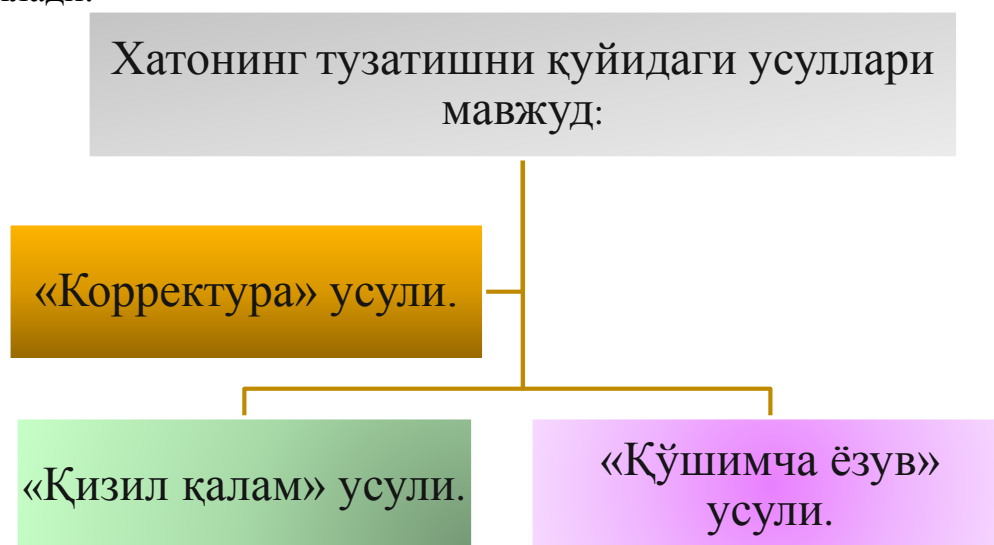 Хатонинг тузатишни қуйидаги усуллари
мавжуд:
«Корректура» усули.
«Қизил қалам» усули.
«Қўшимча ёзув»
усули.